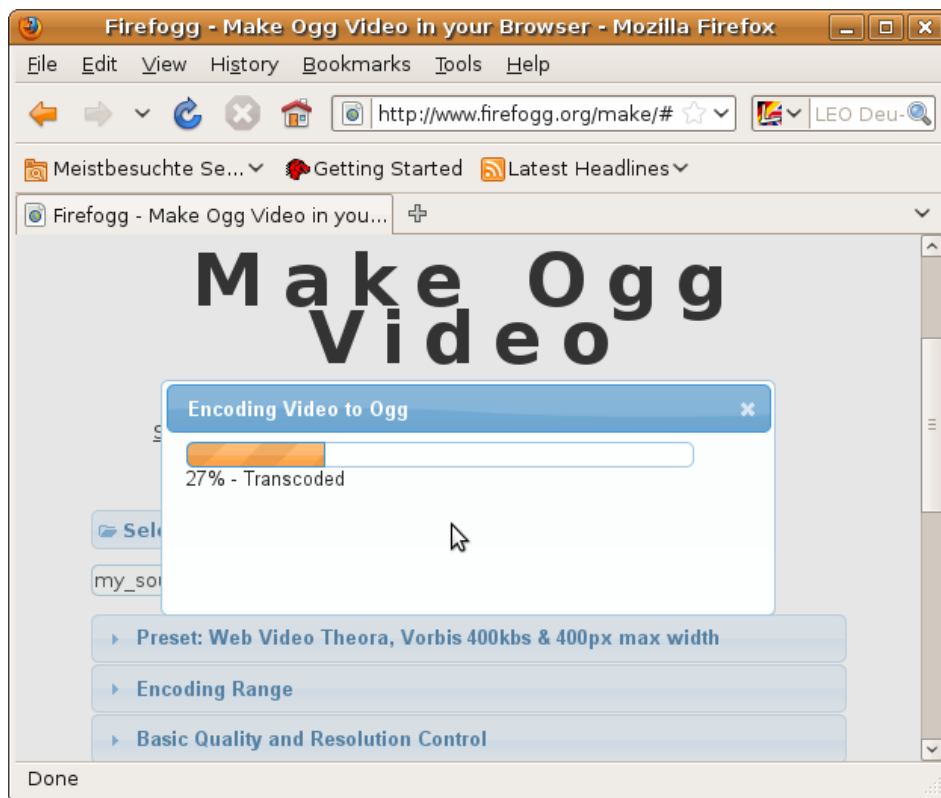 Firefogg - Make Ogg Video in your Browser - Mozilla Firefox
File Edit View History Bookmarks Tools Help
http://www.firefogg.org/make/# LEO Deu-
Meistbesuchte Se... Getting Started Latest Headlines
Firefogg - Make Ogg Video in you...
Make Ogg
Video
Encoding Video to Ogg
27% - Transcoded
Preset: Web Video Theora, Vorbis 400kbs & 400px max width
Encoding Range
Basic Quality and Resolution Control
Done